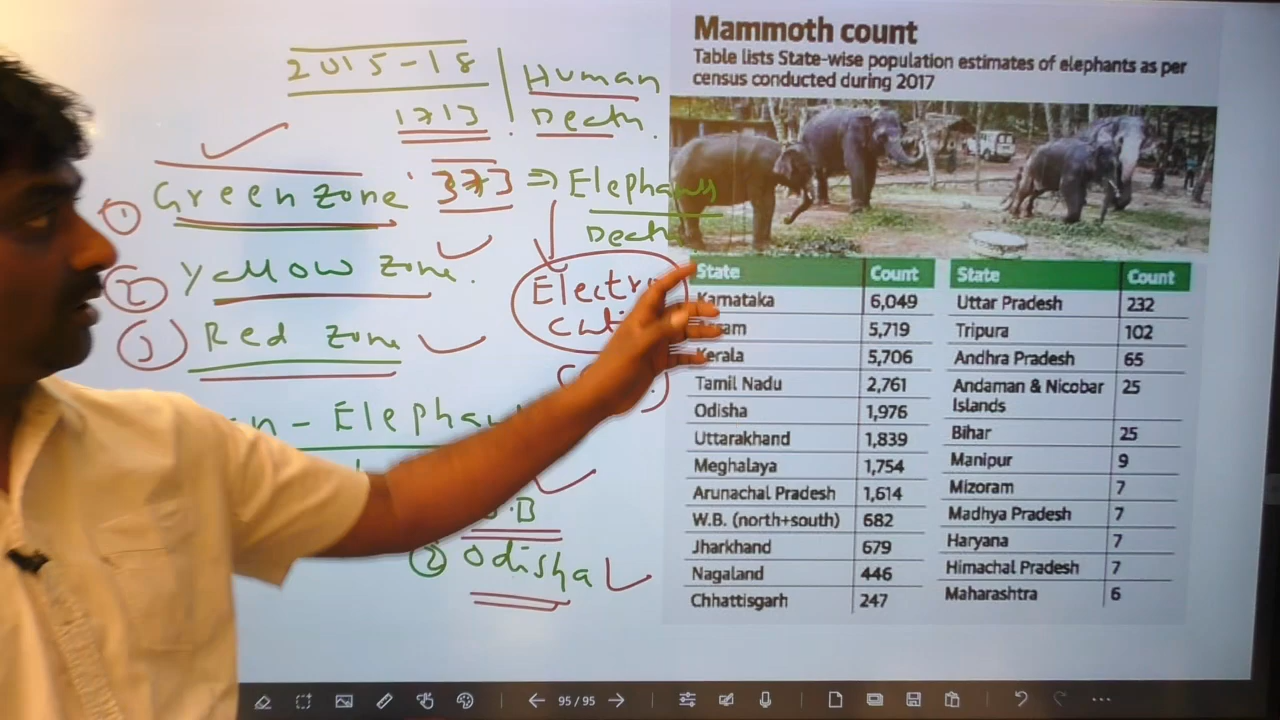 2015-18
1713
Human
Death.
① Green zone
373 ⇒ Elephants
Death
② Yellow zone.
③ Red zone
Elephan
② Odisha
Mammoth count
Table lists State-wise population estimates of elephants as per
census conducted during 2017
State Count
Karnataka 6,049
5,719
Kerala 5,706
Tamil Nadu 2,761
Odisha 1,976
Uttarakhand 1,839
Meghalaya 1,754
Arunachal Pradesh 1,614
W.B. (north+south) 682
Jharkhand 679
Nagaland 446
Chhattisgarh 247
State Count
Uttar Pradesh 232
Tripura 102
Andhra Pradesh 65
Andaman & Nicobar 25
Islands
Bihar 25
Manipur 9
Mizoram 7
Madhya Pradesh 7
Haryana 7
Himachal Pradesh 7
Maharashtra 6
95/95